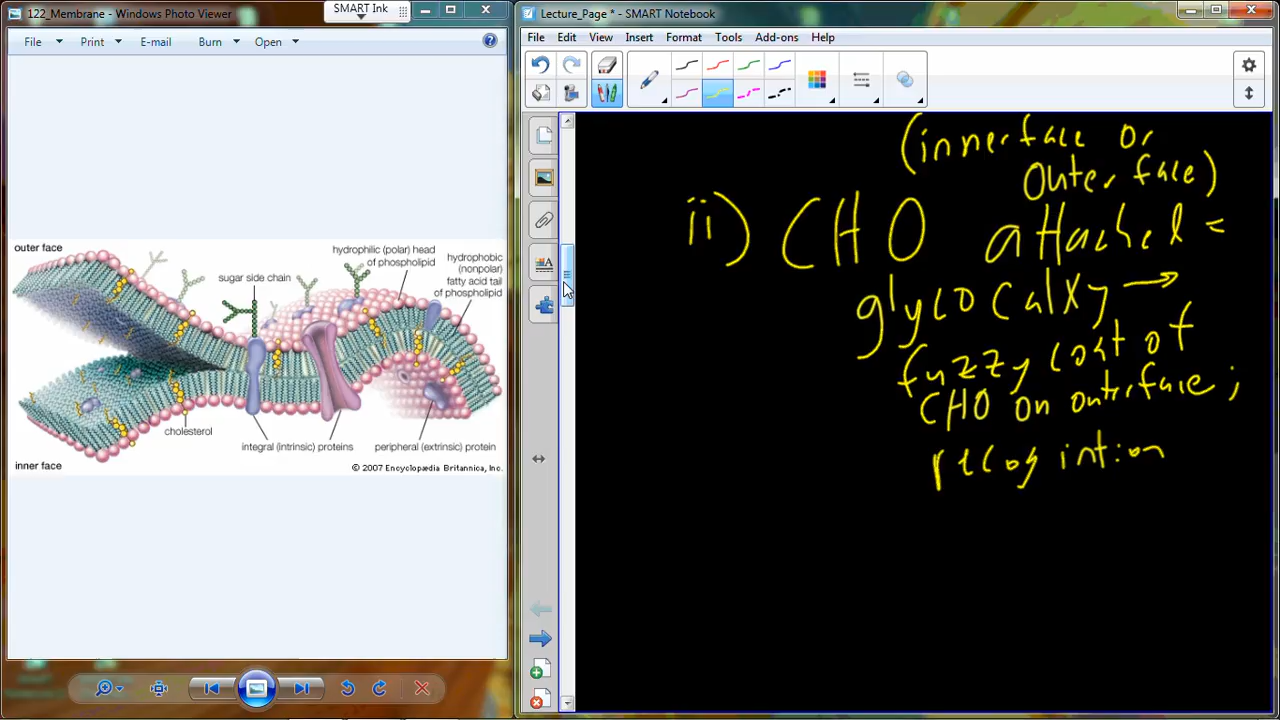 122_Membrane - Windows Photo Viewer
SMART Ink
File Print E-mail Burn Open
outer face
sugar side chain
hydrophilic (polar) head
of phospholipid
hydrophobic
(nonpolar)
fatty acid tail
of phospholipid
cholesterol
integral (intrinsic) proteins
peripheral (extrinsic) protein
inner face
© 2007 Encyclopædia Britannica, Inc.
Lecture_Page * - SMART Notebook
File Edit View Insert Format Tools Add-ons Help
(innerface or
outer face)
ii) CHO attached =
glycocalyx →
fuzzy coat of
CHO on outerface;
recogintion